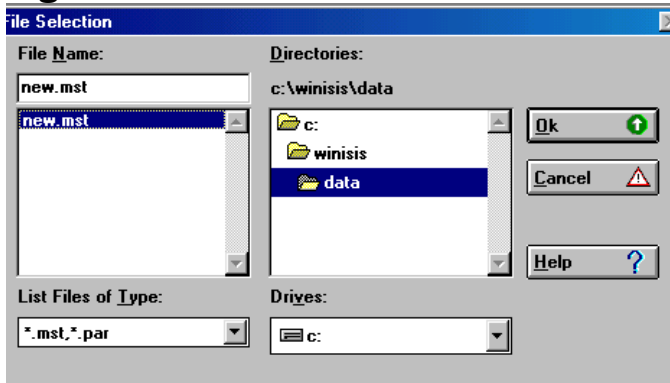 File Selection
File Name:
new.mst
new.mst
List Files of Type:
*.mst,*.par
Directories:
c:\winisis\data
c:
winisis
data
Drives:
c:
Ok
Cancel
Help